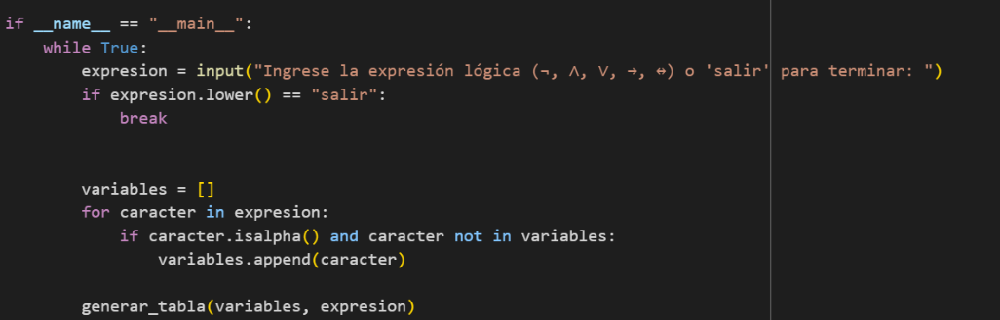 if __name__ == "__main__":
    while True:
        expresion = input("Ingrese la expresión lógica (¬, ∧, ∨, →, ↔) o 'salir' para terminar: ")
        if expresion.lower() == "salir":
            break
        variables = []
        for caracter in expresion:
            if caracter.isalpha() and caracter not in variables:
                variables.append(caracter)
        generar_tabla(variables, expresion)